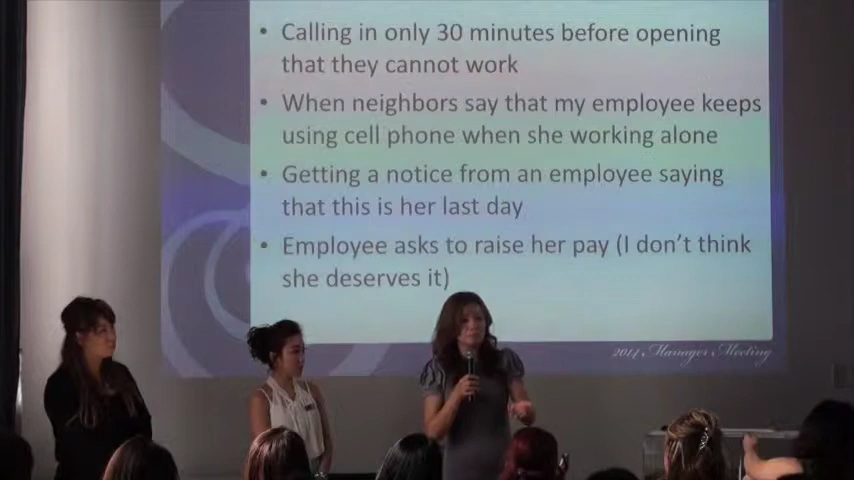 • Calling in only 30 minutes before opening
that they cannot work
• When neighbors say that my employee keeps
using cell phone when she working alone
• Getting a notice from an employee saying
that this is her last day
• Employee asks to raise her pay (I don't think
she deserves it)
2014 Manager Meeting